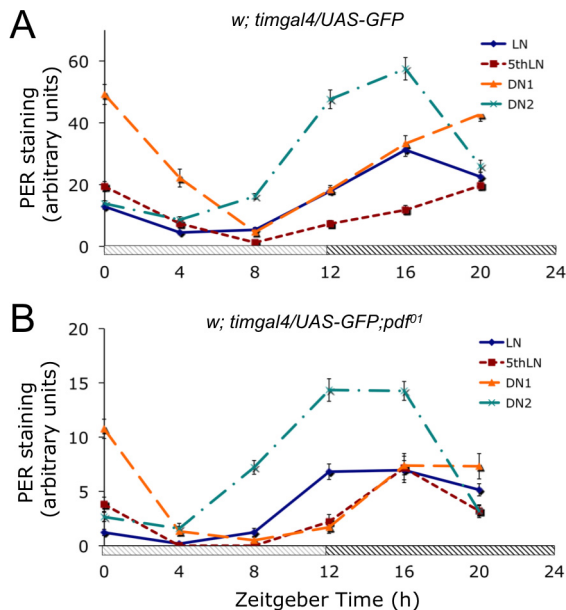 A
w; timgal4/UAS-GFP
PER staining
(arbitrary units)
60
40
20
0
LN
5thLN
DN1
DN2
0 4 8 12 16 20 24
B
w; timgal4/UAS-GFP;pdf⁰¹
PER staining
(arbitrary units)
20
15
10
5
0
LN
5thLN
DN1
DN2
0 4 8 12 16 20 24
Zeitgeber Time (h)